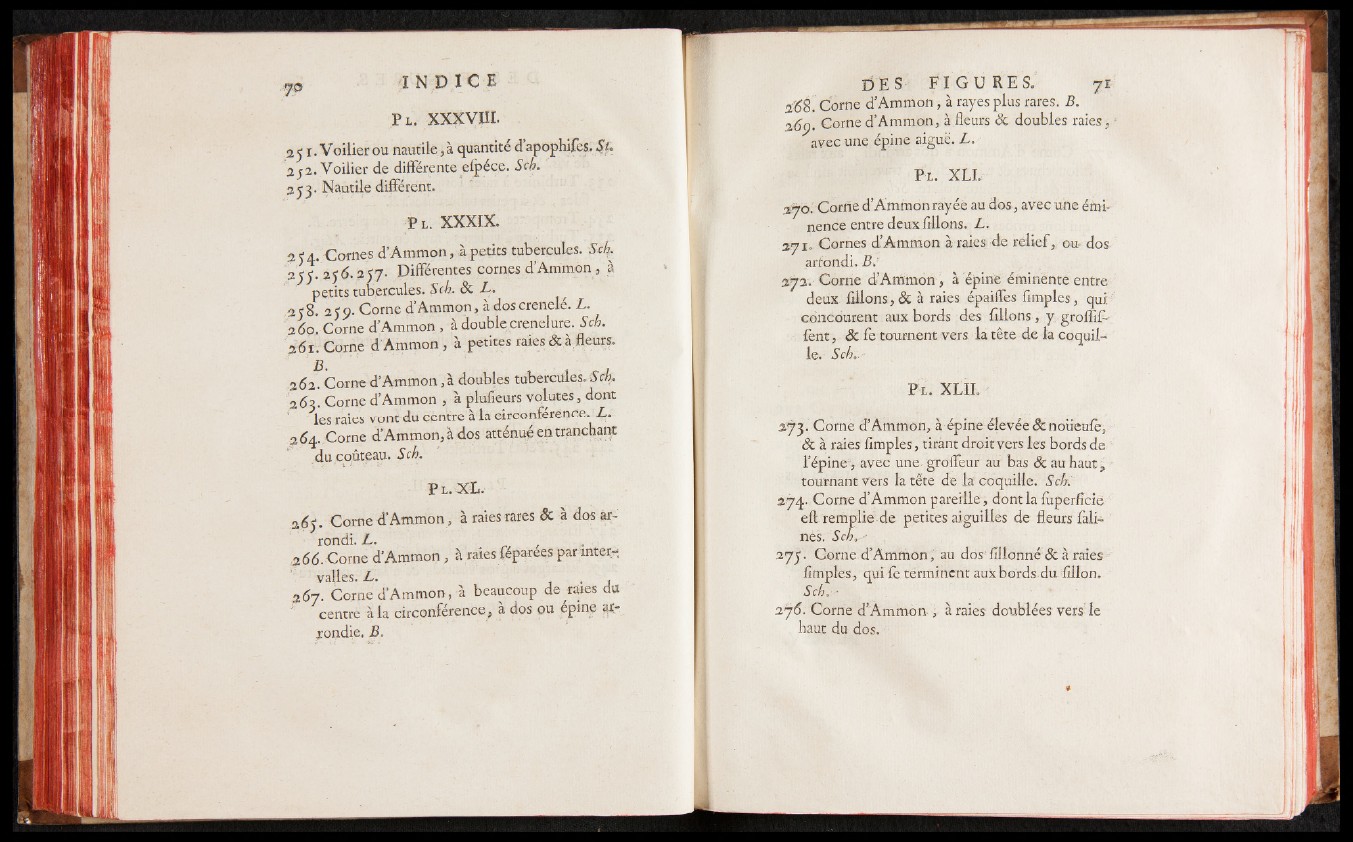 70 INDICE
PL. XXXVIII.
251. Voilier ou nautile, à quantité d'apophiſes. St.
252. Voilier de différente eſpéce. Sch.
253. Nautile différent.
PL. XXXIX.
254. Cornes d'Ammon, à petits tubercules. Sch.
255. 256. 257. Différentes cornes d'Ammon, à
petits tubercules. Sch. & L.
258. 259. Corne d'Ammon, à dos crenelé. L.
260. Corne d'Ammon, à double crenelure. Sch.
261. Corne d'Ammon, à petites raies & à fleurs.
B.
262. Corne d'Ammon, à doubles tubercules. Sch.
263. Corne d'Ammon, à pluſieurs volutes, dont
les raies vont du centre à la circonférence. L.
264. Corne d'Ammon, à dos atténué en tranchant
du coûteau. Sch.
PL. XL.
265. Corne d'Ammon, à raies rares & à dos ar-
rondi. L.
266. Corne d'Ammon, à raies ſéparées par inter-
valles. L.
267. Corne d'Ammon, à beaucoup de raies du
centre à la circonférence, à dos ou épine ar-
rondie. B.
DES FIGURES. 71
268. Corne d'Ammon, à rayes plus rares. B.
269. Corne d'Ammon, à fleurs & doubles raies,
avec une épine aiguë. L.
PL. XLI.
270. Corne d'Ammon rayée au dos, avec une émi-
nence entre deux ſillons. L.
271. Cornes d'Ammon à raies de relief, ou dos
arrondi. B.
272. Corne d'Ammon, à épine éminente entre
deux ſillons, & à raies épaiſſes ſimples, qui
concourent aux bords des ſillons, y groſſiſ-
ſent, & ſe tournent vers la tête de la coquil-
le. Sch.
PL. XLII.
273. Corne d'Ammon, à épine élevée & noüeuſe,
& à raies ſimples, tirant droit vers les bords de
l'épine, avec une groſſeur au bas & au haut,
tournant vers la tête de la coquille. Sch.
274. Corne d'Ammon pareille, dont la ſuperficie
eſt remplie de petites aiguilles de fleurs ſali-
nes. Sch.
275. Corne d'Ammon, au dos ſillonné & à raies
ſimples, qui ſe terminent aux bords du ſillon.
Sch.
276. Corne d'Ammon, à raies doublées vers le
haut du dos.